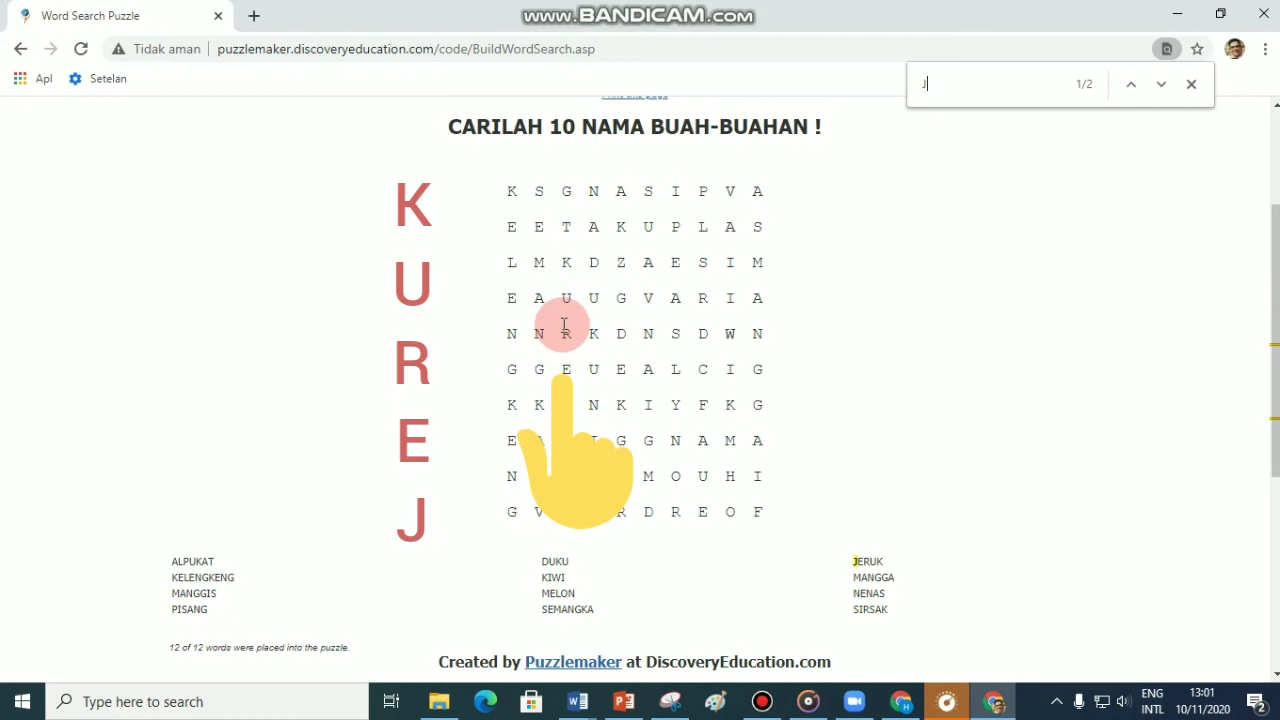 Word Search Puzzle
WWW.BANDICAM.COM
Tidak aman | puzzlemaker.discoveryeducation.com/code/BuildWordSearch.asp
Apl Setelan
J 1/2
CARILAH 10 NAMA BUAH-BUAHAN !
K
U
R
E
J
K S G N A S I P V A
E E T A K U P L A S
L M K D Z A E S I M
E A U U G V A R I A
N N R K D N S D W N
G G E U E A L C I G
K K N K I Y F K G
E G G N A M A
N M O U H I
G V R D R E O F
ALPUKAT DUKU JERUK
KELENGKENG KIWI MANGGA
MANGGIS MELON NENAS
PISANG SEMANGKA SIRSAK
12 of 12 words were placed into the puzzle.
Created by Puzzlemaker at DiscoveryEducation.com
Type here to search
ENG 13:01
INTL 10/11/2020
2